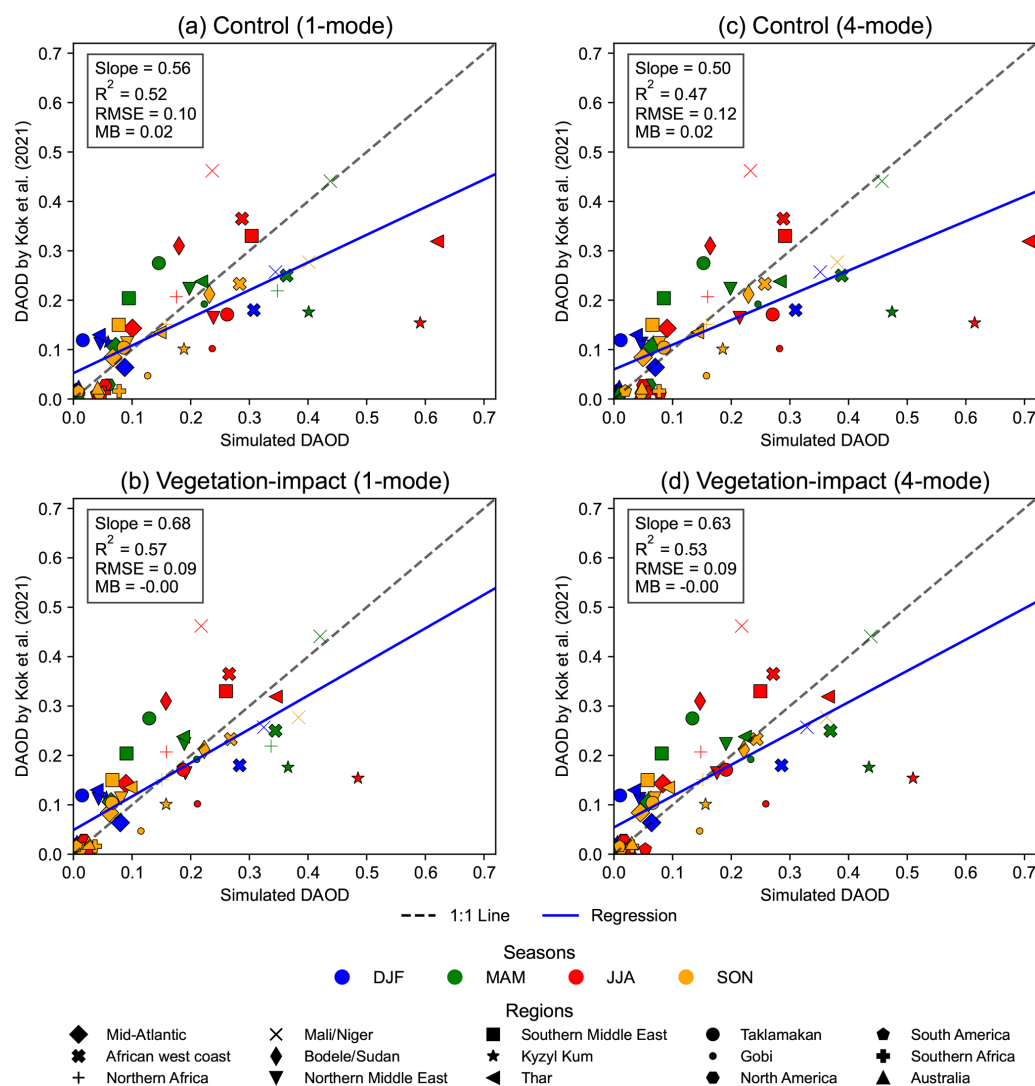 (a) Control (1-mode)
Slope = 0.56
R² = 0.52
RMSE = 0.10
MB = 0.02
DAOD by Kok et al. (2021)
0.7
0.6
0.5
0.4
0.3
0.2
0.1
0.0
0.0 0.1 0.2 0.3 0.4 0.5 0.6 0.7
Simulated DAOD
(c) Control (4-mode)
Slope = 0.50
R² = 0.47
RMSE = 0.12
MB = 0.02
DAOD by Kok et al. (2021)
0.7
0.6
0.5
0.4
0.3
0.2
0.1
0.0
0.0 0.1 0.2 0.3 0.4 0.5 0.6 0.7
Simulated DAOD
(b) Vegetation-impact (1-mode)
Slope = 0.68
R² = 0.57
RMSE = 0.09
MB = -0.00
DAOD by Kok et al. (2021)
0.7
0.6
0.5
0.4
0.3
0.2
0.1
0.0
0.0 0.1 0.2 0.3 0.4 0.5 0.6 0.7
Simulated DAOD
(d) Vegetation-impact (4-mode)
Slope = 0.63
R² = 0.53
RMSE = 0.09
MB = -0.00
DAOD by Kok et al. (2021)
0.7
0.6
0.5
0.4
0.3
0.2
0.1
0.0
0.0 0.1 0.2 0.3 0.4 0.5 0.6 0.7
Simulated DAOD
1:1 Line Regression
Seasons
DJF MAM JJA SON
Regions
Mid-Atlantic Mali/Niger Southern Middle East Taklamakan South America
African west coast Bodele/Sudan Kyzyl Kum Gobi Southern Africa
Northern Africa Northern Middle East Thar North America Australia